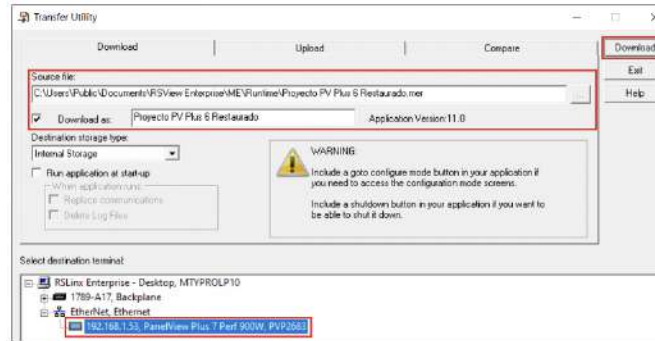 Transfer Utility
Download
Upload
Compare
Download
Exit
Help
Source file:
C:\Users\Public\Documents\RSView Enterprise\ME\Runtime\Proyecto PV Plus 6 Restaurado.mer
...
Download as:
Proyecto PV Plus 6 Restaurado
Application Version:11.0
Destination storage type:
Internal Storage
Run application at start-up
When application runs:
Replace communications
Delete Log Files
WARNING:
Include a goto configure mode button in your application if
you need to access the configuration mode screens.
Include a shutdown button in your application if you want to
be able to shut it down.
Select destination terminal:
RSLinx Enterprise - Desktop, MTYPROLP10
1789-A17, Backplane
EtherNet, Ethernet
192.168.1.53, PanelView Plus 7 Perf 900W, PVP2683